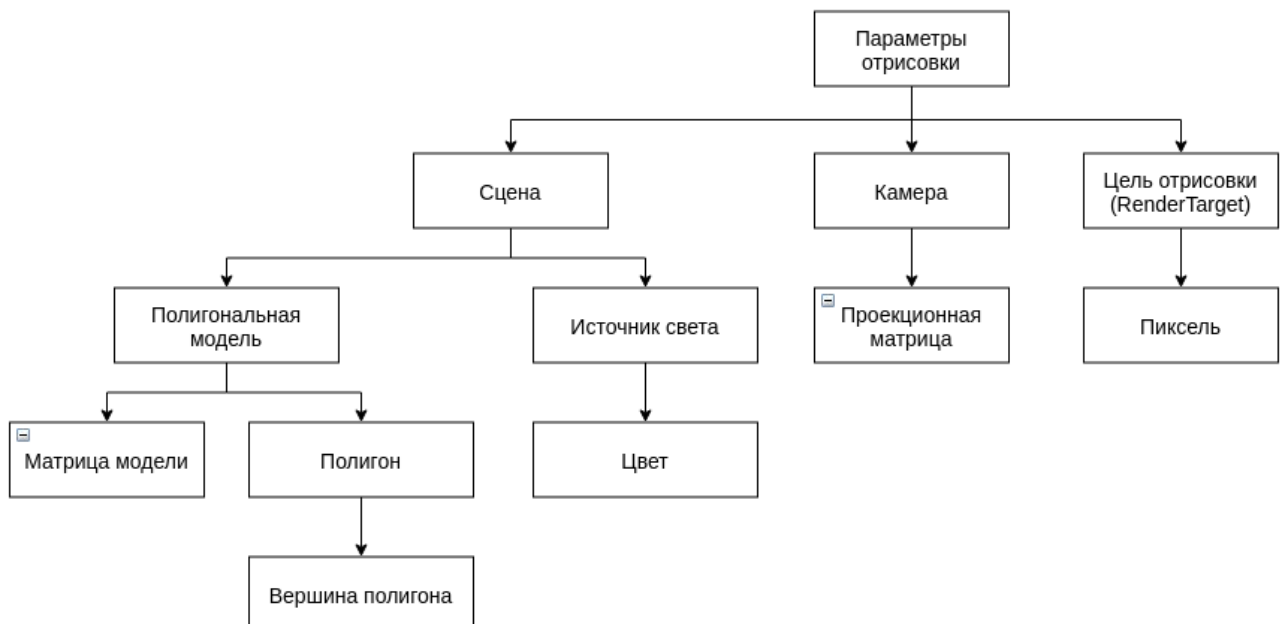 Параметры
отрисовки
Сцена
Камера
Цель отрисовки
(RenderTarget)
Полигональная
модель
Источник света
Проекционная
матрица
Пиксель
Матрица модели
Полигон
Цвет
Вершина полигона